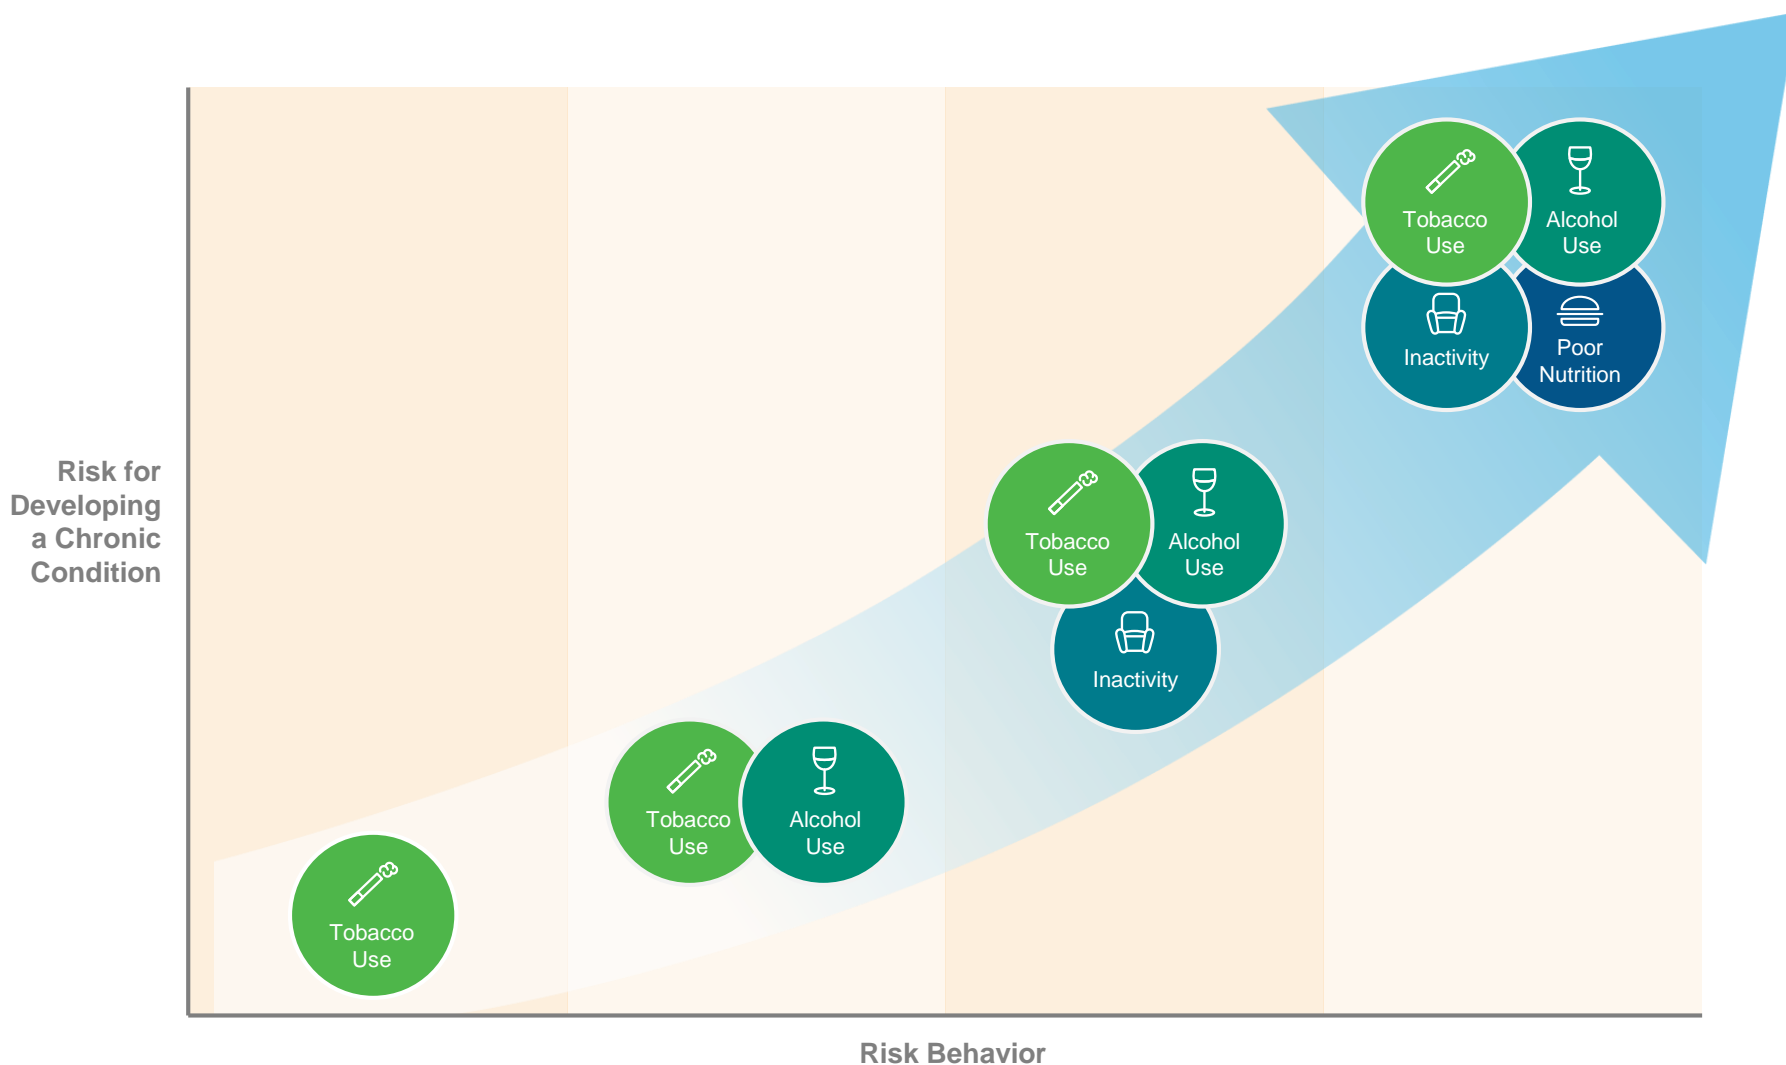 Tobacco
Use
Alcohol
Use
Inactivity
Poor
Nutrition
Risk for
Developing
a Chronic
Condition
Tobacco
Use
Alcohol
Use
Inactivity
Tobacco
Use
Alcohol
Use
Tobacco
Use
Risk Behavior